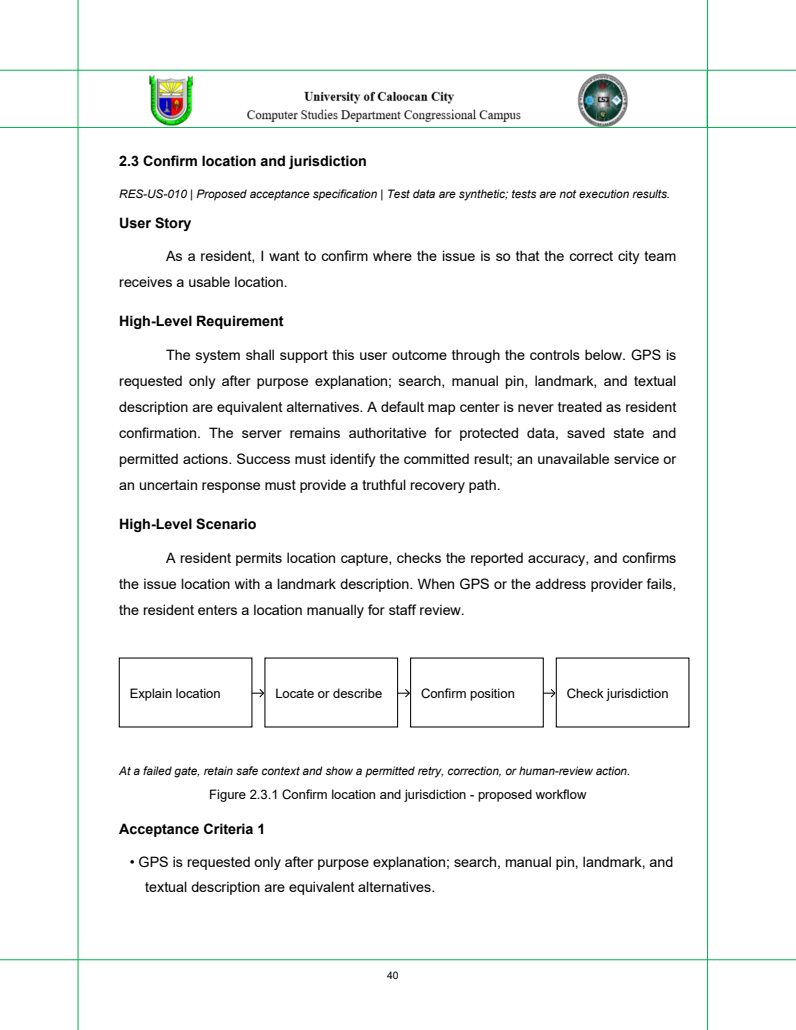 University of Caloocan City
Computer Studies Department Congressional Campus
2.3 Confirm location and jurisdiction
RES-US-010 | Proposed acceptance specification | Test data are synthetic; tests are not execution results.
User Story
As a resident, I want to confirm where the issue is so that the correct city team
receives a usable location.
High-Level Requirement
The system shall support this user outcome through the controls below. GPS is
requested only after purpose explanation; search, manual pin, landmark, and textual
description are equivalent alternatives. A default map center is never treated as resident
confirmation. The server remains authoritative for protected data, saved state and
permitted actions. Success must identify the committed result; an unavailable service or
an uncertain response must provide a truthful recovery path.
High-Level Scenario
A resident permits location capture, checks the reported accuracy, and confirms
the issue location with a landmark description. When GPS or the address provider fails,
the resident enters a location manually for staff review.
Explain location
Locate or describe
Confirm position
Check jurisdiction
At a failed gate, retain safe context and show a permitted retry, correction, or human-review action.
Figure 2.3.1 Confirm location and jurisdiction - proposed workflow
Acceptance Criteria 1
• GPS is requested only after purpose explanation; search, manual pin, landmark, and
textual description are equivalent alternatives.
40